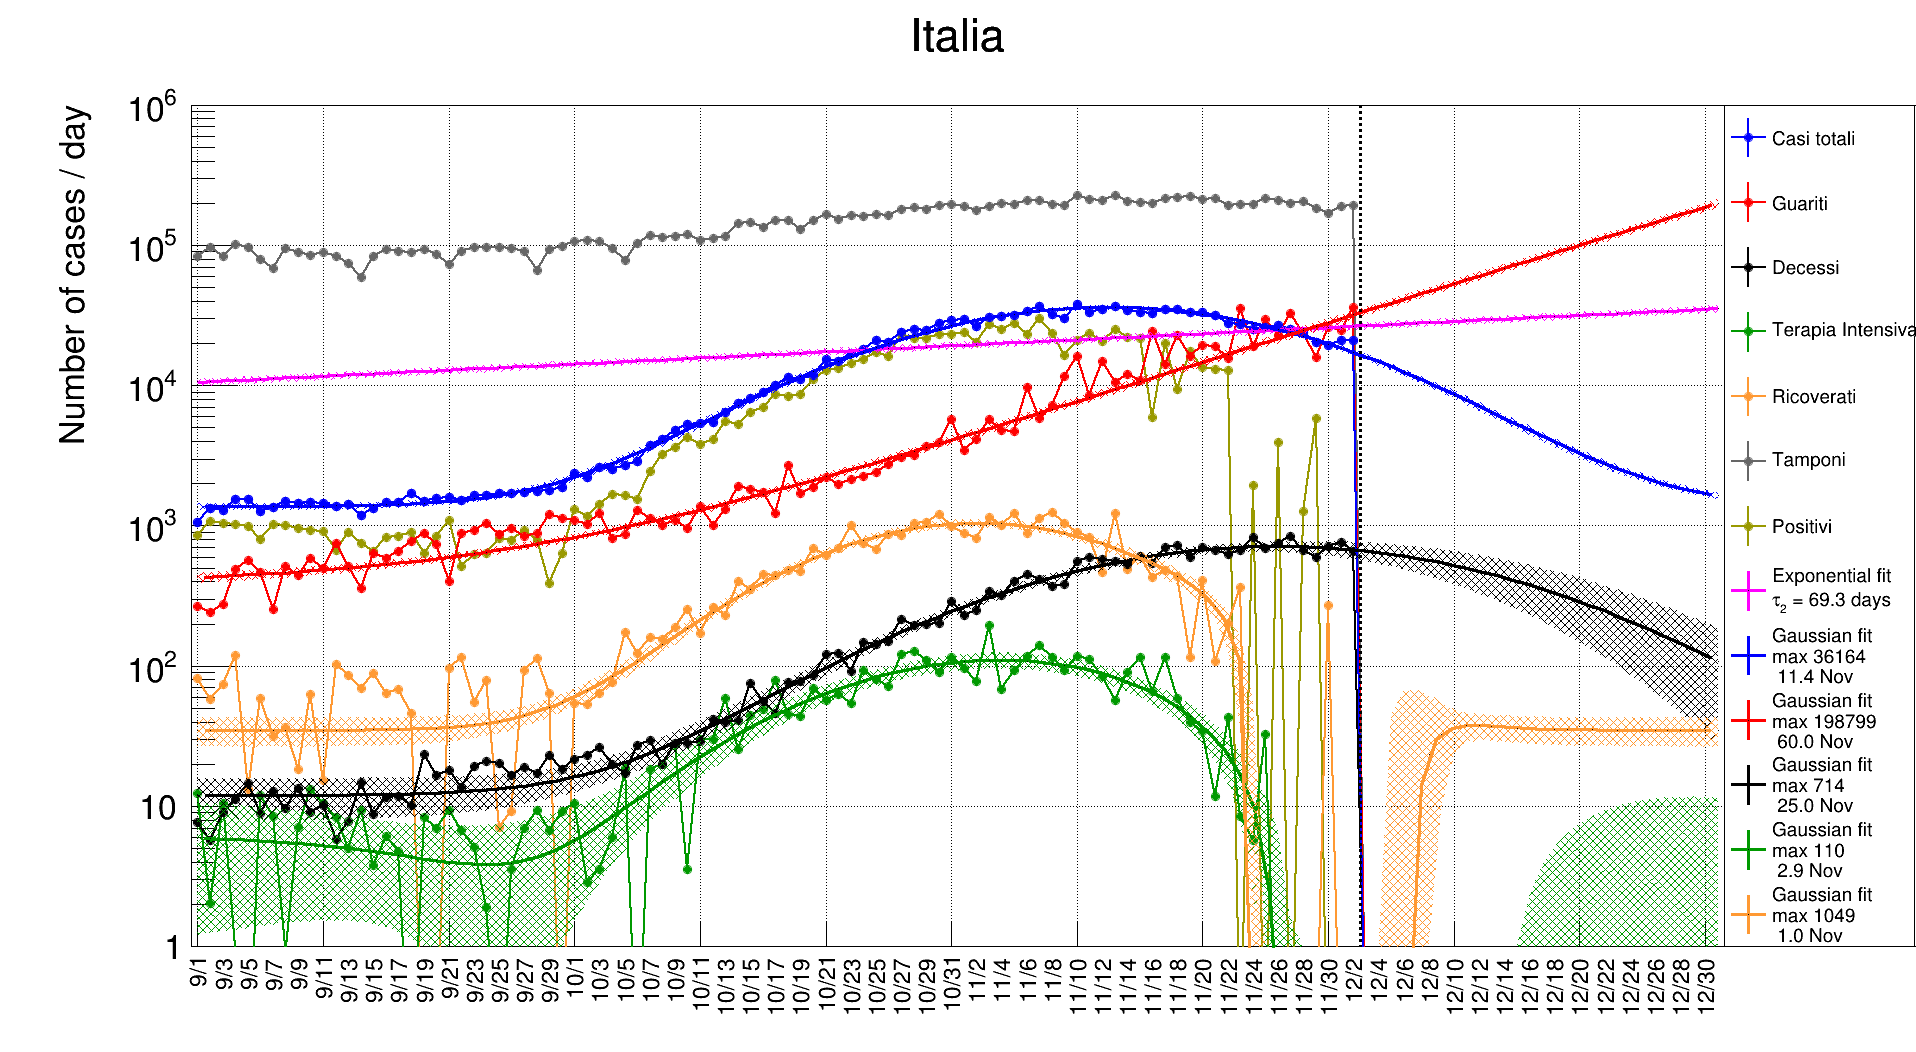 Italia
Number of cases / day
10^6
10^5
10^4
10^3
10^2
10
1
9/1 9/3 9/5 9/7 9/9 9/11 9/13 9/15 9/17 9/19 9/21 9/23 9/25 9/27 9/29 10/1 10/3 10/5 10/7 10/9 10/11 10/13 10/15 10/17 10/19 10/21 10/23 10/25 10/27 10/29 10/31 11/2 11/4 11/6 11/8 11/10 11/12 11/14 11/16 11/18 11/20 11/22 11/24 11/26 11/28 11/30 12/2 12/4 12/6 12/8 12/10 12/12 12/14 12/16 12/18 12/20 12/22 12/24 12/26 12/28 12/30
Casi totali
Guariti
Decessi
Terapia Intensiva
Ricoverati
Tamponi
Positivi
Exponential fit
τ2 = 69.3 days
Gaussian fit
max 36164
11.4 Nov
Gaussian fit
max 198799
60.0 Nov
Gaussian fit
max 714
25.0 Nov
Gaussian fit
max 110
2.9 Nov
Gaussian fit
max 1049
1.0 Nov